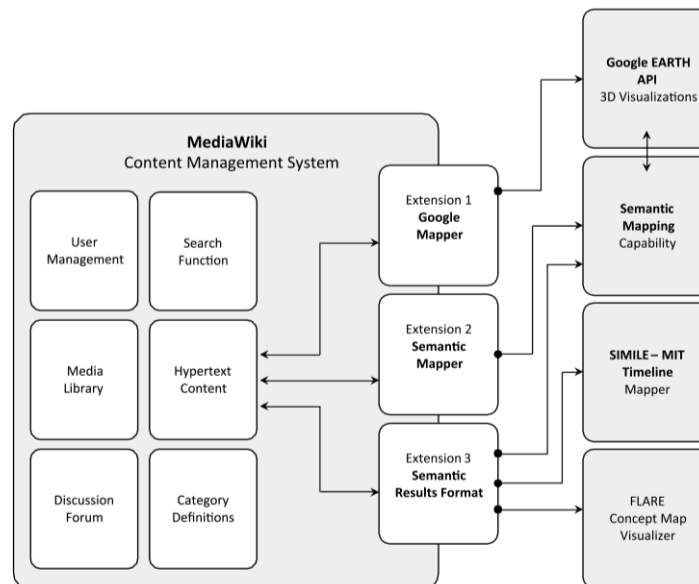 MediaWiki
Content Management System
User
Management
Search
Function
Media
Library
Hypertext
Content
Discussion
Forum
Category
Definitions
Extension 1
Google
Mapper
Extension 2
Semantic
Mapper
Extension 3
Semantic
Results Format
Google EARTH
API
3D Visualizations
Semantic
Mapping
Capability
SIMILE – MIT
Timeline
Mapper
FLARE
Concept Map
Visualizer